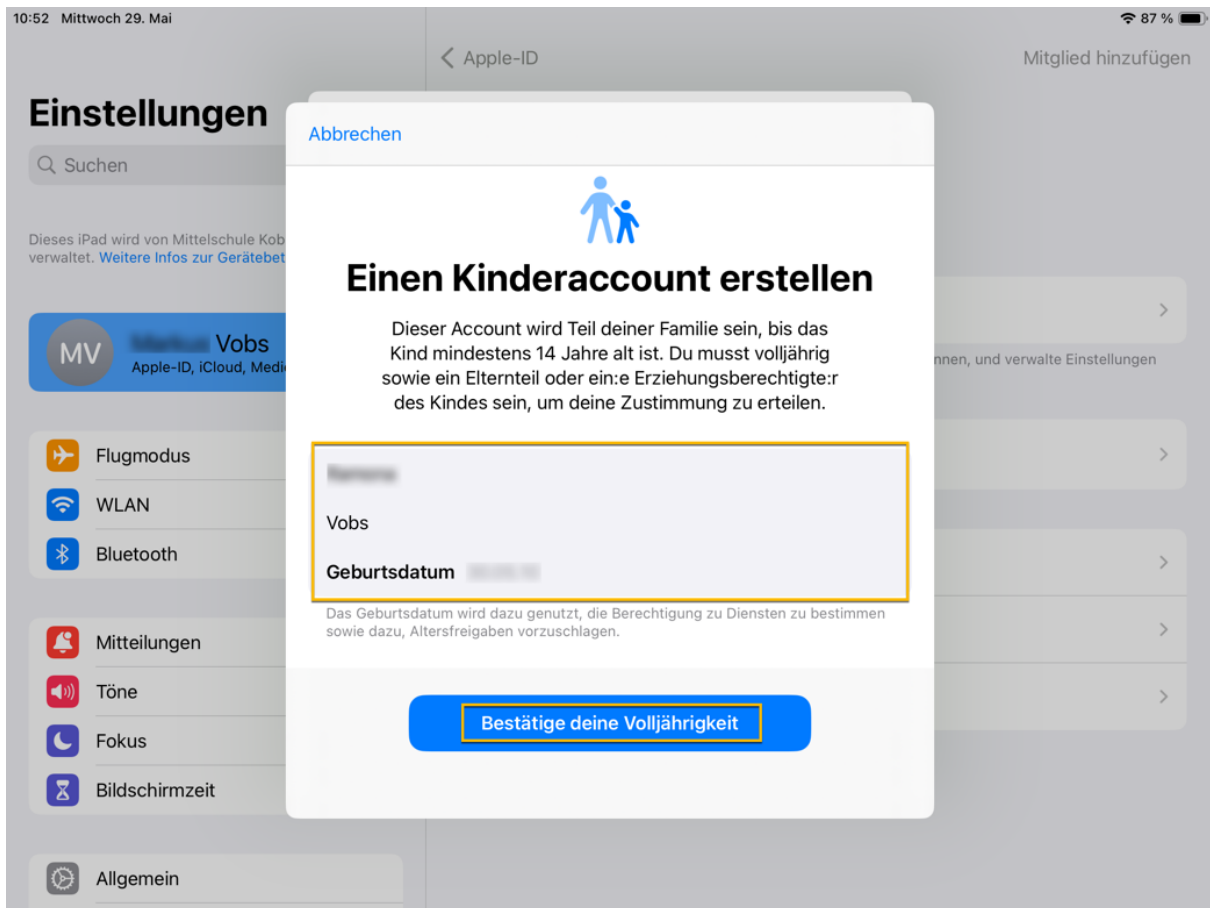 10:52 Mittwoch 29. Mai
87 %
Apple-ID
Mitglied hinzufügen
Einstellungen
Suchen
Dieses iPad wird von Mittelschule Kob
verwaltet. Weitere Infos zur Gerätebet
MV
Vobs
Apple-ID, iCloud, Medi
Flugmodus
WLAN
Bluetooth
Mitteilungen
Töne
Fokus
Bildschirmzeit
Allgemein
Abbrechen
Einen Kinderaccount erstellen
Dieser Account wird Teil deiner Familie sein, bis das
Kind mindestens 14 Jahre alt ist. Du musst volljährig
sowie ein Elternteil oder ein:e Erziehungsberechtigte:r
des Kindes sein, um deine Zustimmung zu erteilen.
Vobs
Geburtsdatum
Das Geburtsdatum wird dazu genutzt, die Berechtigung zu Diensten zu bestimmen
sowie dazu, Altersfreigaben vorzuschlagen.
Bestätige deine Volljährigkeit
nnen, und verwalte Einstellungen